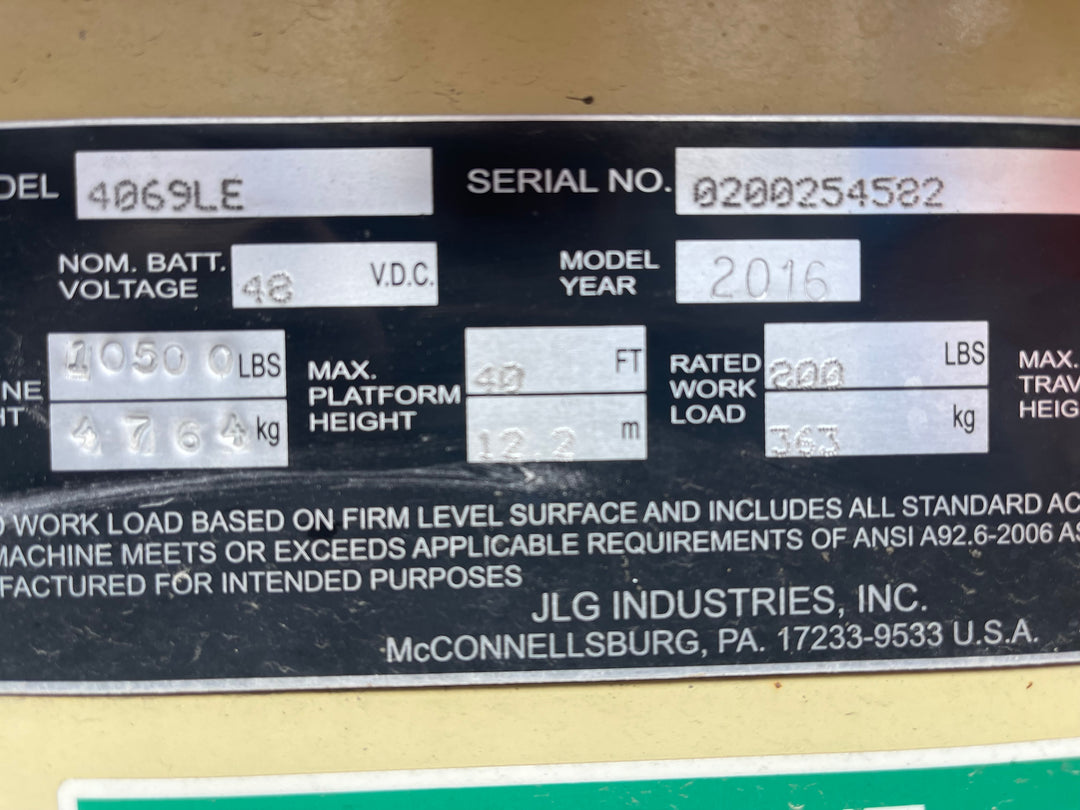 DEL 4069LE SERIAL NO. 0200254582
NOM. BATT. VOLTAGE 48 V.D.C. MODEL YEAR 2016
INE HT 10500 LBS 4764 kg
MAX. PLATFORM HEIGHT 40 FT 12.2 m
RATED WORK LOAD 800 LBS 363 kg
MAX. TRAV HEIG
D WORK LOAD BASED ON FIRM LEVEL SURFACE AND INCLUDES ALL STANDARD AC
MACHINE MEETS OR EXCEEDS APPLICABLE REQUIREMENTS OF ANSI A92.6-2006 AS
FACTURED FOR INTENDED PURPOSES
JLG INDUSTRIES, INC.
McCONNELLSBURG, PA. 17233-9533 U.S.A.